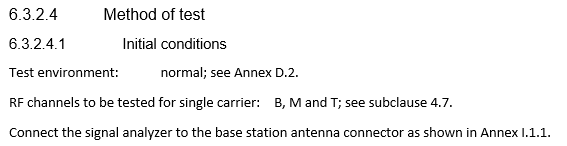 6.3.2.4 Method of test
6.3.2.4.1 Initial conditions
Test environment: normal; see Annex D.2.
RF channels to be tested for single carrier: B, M and T; see subclause 4.7.
Connect the signal analyzer to the base station antenna connector as shown in Annex I.1.1.